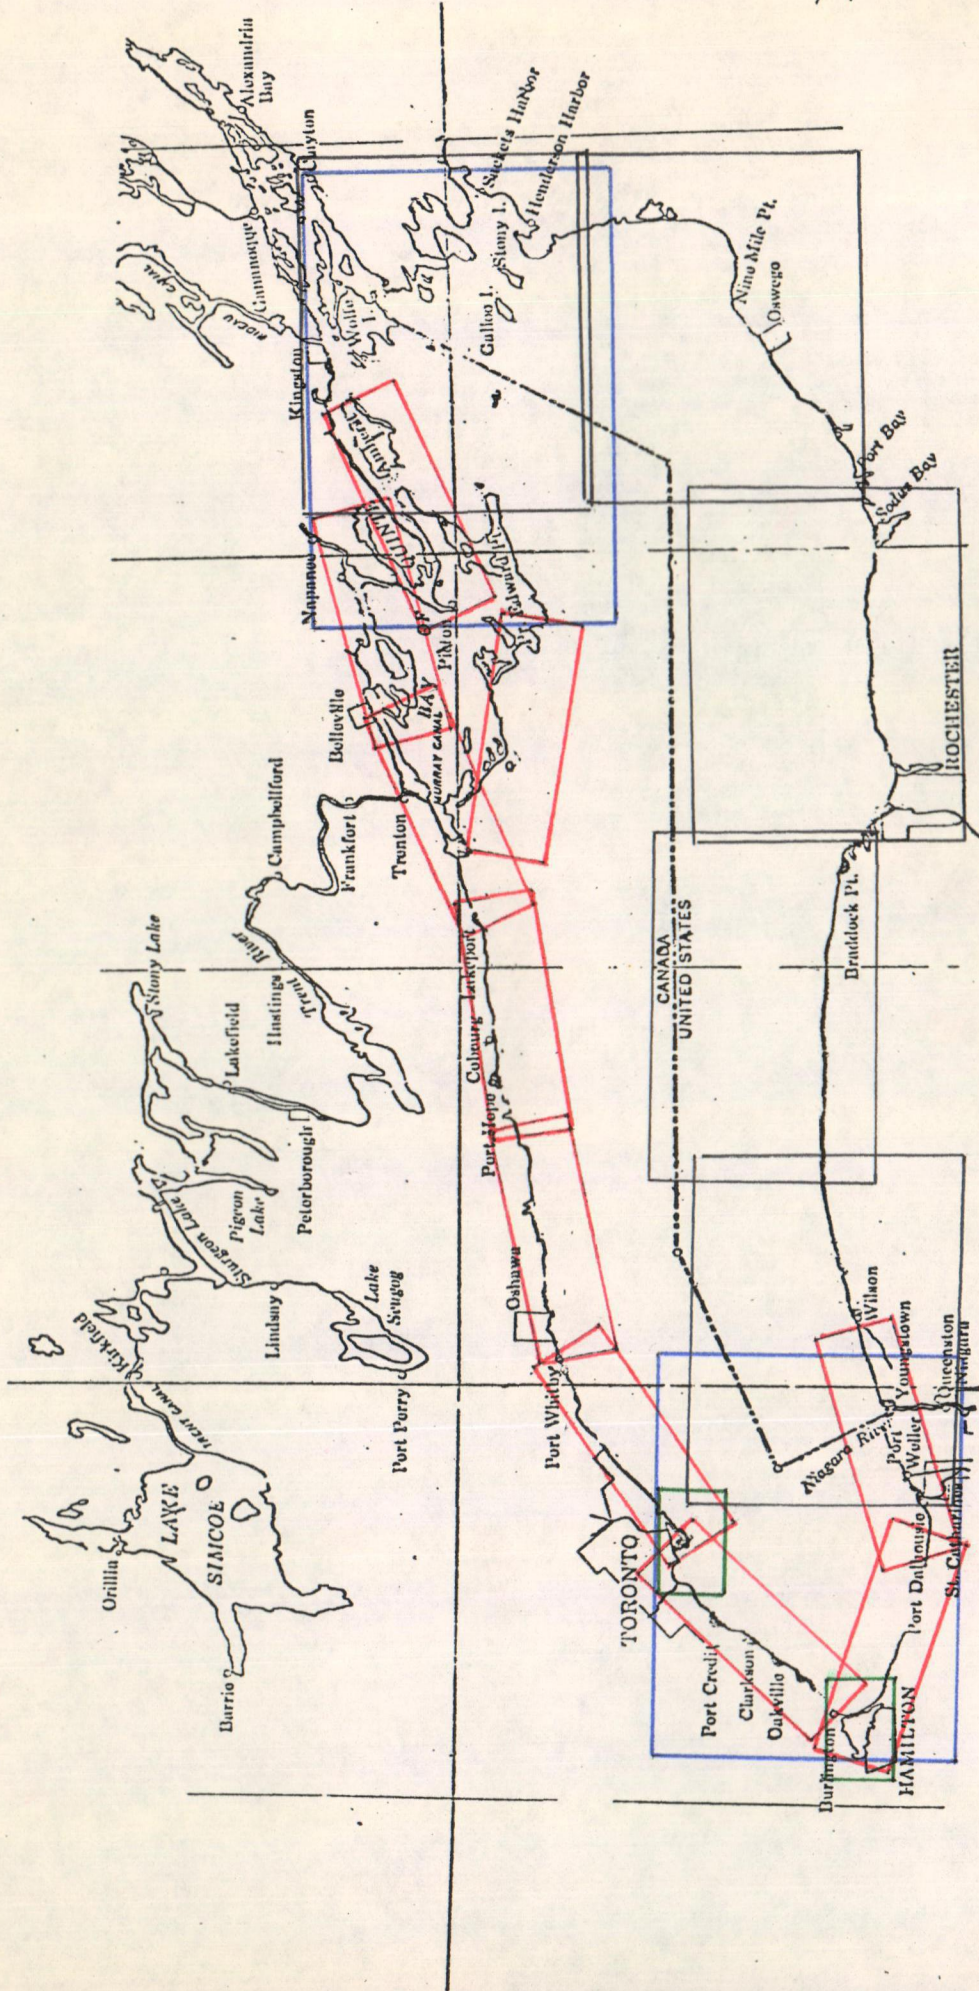 Alexandria
Bay
Gananoque
RIDEAU CANAL
Kingston
Wolfe
I.
Sackets Harbor
Henderson Harbor
Stony I.
Galloo I.
Nine Mile Pt.
Oswego
Port Bay
Sodus Bay
ROCHESTER
Braddock Pt.
Amherst
Napanee
QUINTE
OF
BAY
Picton
Edward
Belleville
MURRAY CANAL
Trenton
Frankfort
Campbellford
Trent River
Hastings
Stony Lake
Lakefield
Peterborough
Pigeon
Lake
Sturgeon Lake
Lindsay
Lake
Scugog
Port Perry
Kirkfield
TRENT CANAL
LAKE
SIMCOE
Orillia
Barrie
Lakeport
Cobourg
Port Hope
Oshawa
Port Whitby
CANADA
UNITED STATES
TORONTO
Port Credit
Clarkson
Oakville
Burlington
HAMILTON
Port Dalhousie
St. Catharines
Port
Weller
Niagara River
Youngstown
Queenston
Niagara
Wilson